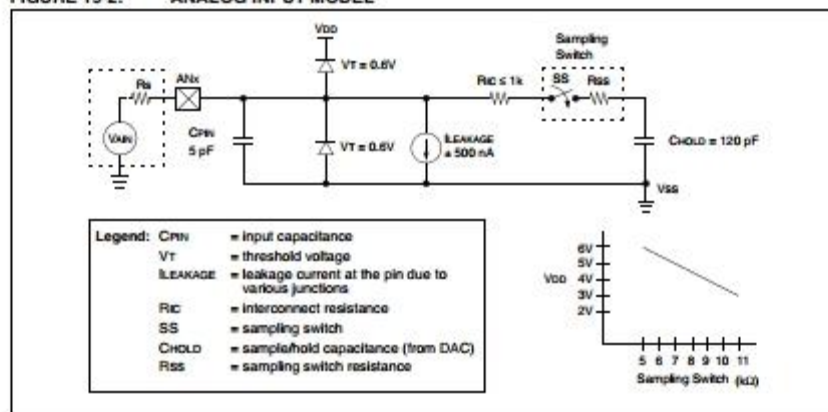 FIGURE 19-2: ANALOG INPUT MODEL
VDD
Sampling
Switch
VT = 0.6V
RS
ANx
RIC ≤ 1k
SS
RSS
VAIN
CPIN
5 pF
VT = 0.6V
ILEAKAGE
± 500 nA
CHOLD = 120 pF
VSS
Legend: CPIN = input capacitance
VT = threshold voltage
ILEAKAGE = leakage current at the pin due to
various junctions
RIC = interconnect resistance
SS = sampling switch
CHOLD = sample/hold capacitance (from DAC)
RSS = sampling switch resistance
6V
5V
VDD 4V
3V
2V
5 6 7 8 9 10 11
Sampling Switch (kΩ)